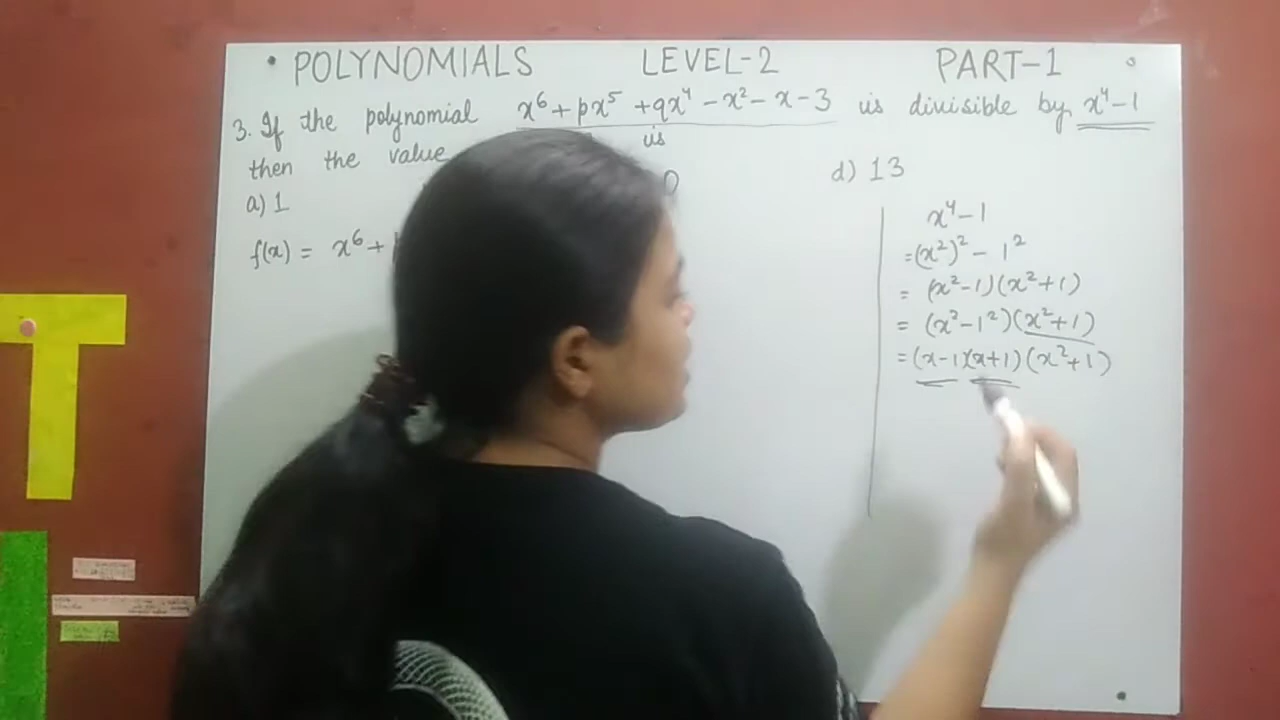 POLYNOMIALS LEVEL-2 PART-1
3. If the polynomial x⁶ + px⁵ + qx⁴ - x² - x - 3 is divisible by x⁴ - 1
then the value is
a) 1 0 d) 13
f(x) = x⁶ +
x⁴ - 1
= (x²)² - 1²
= (x² - 1)(x² + 1)
= (x² - 1²)(x² + 1)
= (x - 1)(x + 1)(x² + 1)